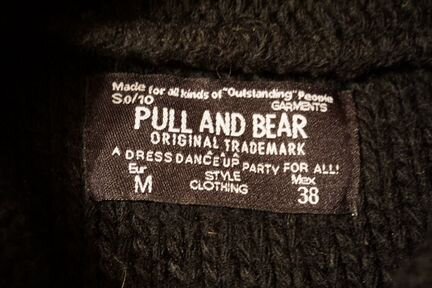 Made for all kinds of "Outstanding" People
S.0/10 GARMENTS
PULL AND BEAR
ORIGINAL TRADEMARK
A DRESS DANCE UP PARTY FOR ALL!
Eur STYLE Mex
M CLOTHING 38